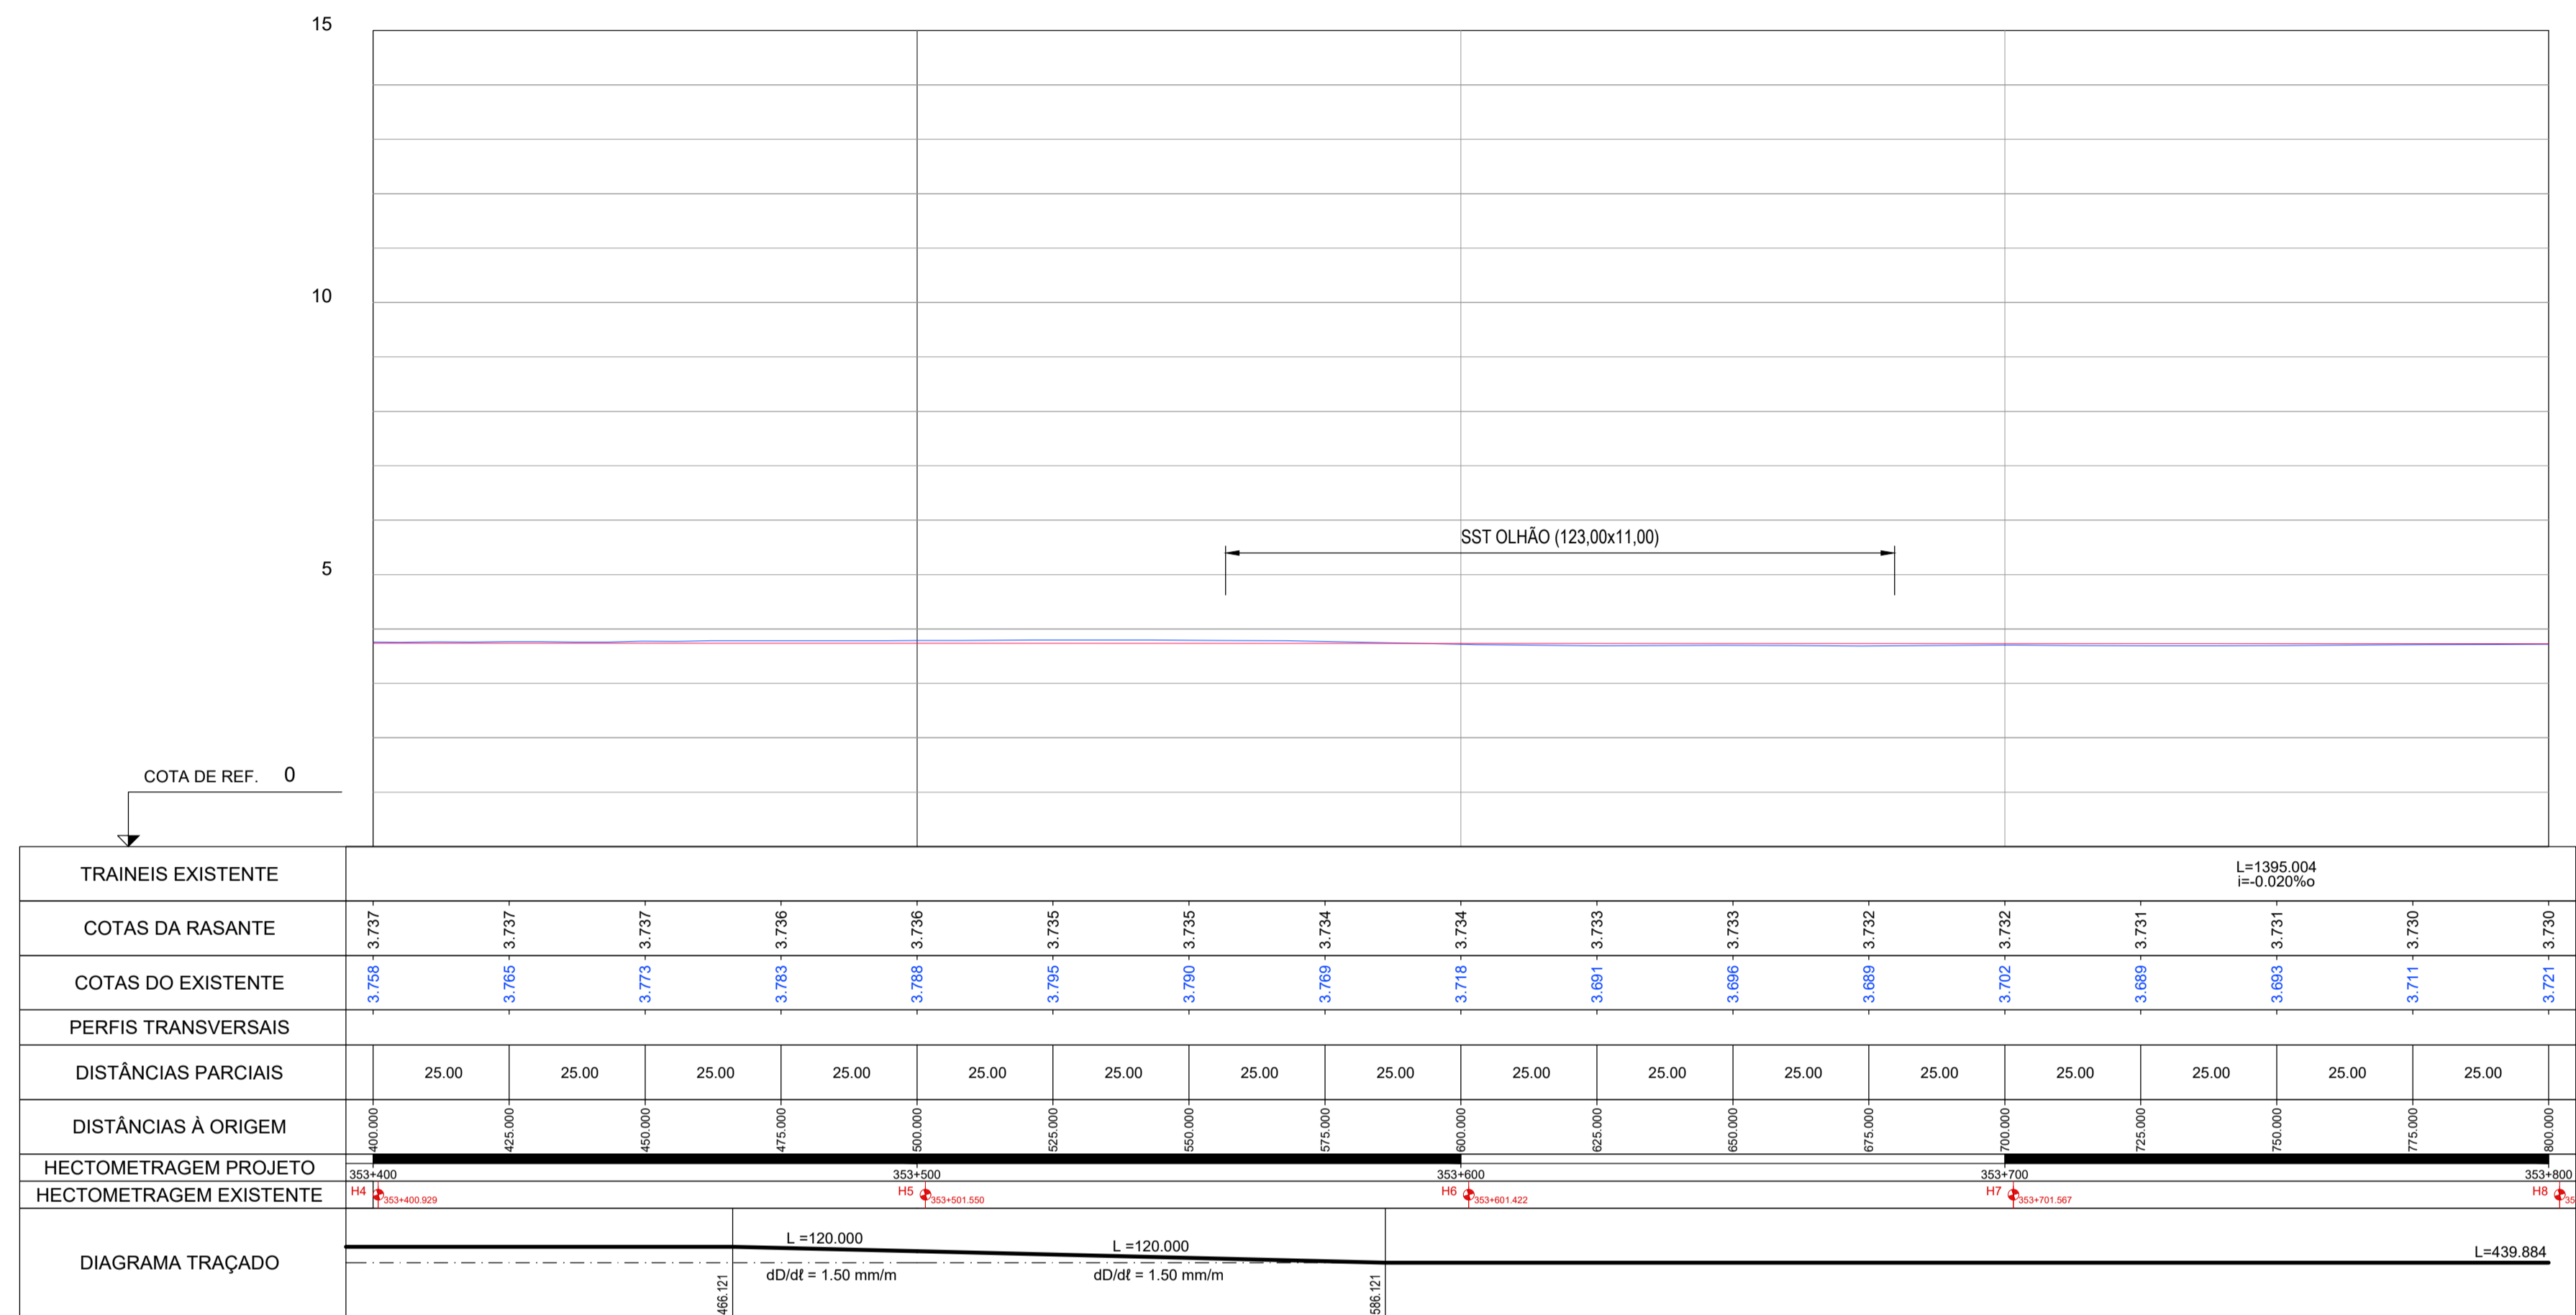 15
10
5
SST OLHÃO (123,00x11,00)
COTA DE REF. 0
TRAINEIS EXISTENTE
L=1395.004
i=-0.020%o
COTAS DA RASANTE
3.737 3.737 3.737 3.736 3.736 3.735 3.735 3.734 3.734 3.733 3.733 3.732 3.732 3.731 3.731 3.730 3.730
COTAS DO EXISTENTE
3.758 3.765 3.773 3.783 3.788 3.795 3.790 3.769 3.718 3.691 3.696 3.689 3.702 3.689 3.693 3.711 3.721
PERFIS TRANSVERSAIS
DISTÂNCIAS PARCIAIS
25.00 25.00 25.00 25.00 25.00 25.00 25.00 25.00 25.00 25.00 25.00 25.00 25.00 25.00 25.00 25.00
DISTÂNCIAS À ORIGEM
400.000 425.000 450.000 475.000 500.000 525.000 550.000 575.000 600.000 625.000 650.000 675.000 700.000 725.000 750.000 775.000 800.000
HECTOMETRAGEM PROJETO
353+400 353+500 353+600 353+700 353+800
HECTOMETRAGEM EXISTENTE
H4 353+400.929 H5 353+501.550 H6 353+601.422 H7 353+701.567 H8 35
DIAGRAMA TRAÇADO
466.121
L =120.000
dD/dℓ = 1.50 mm/m
L =120.000
dD/dℓ = 1.50 mm/m
586.121
L=439.884